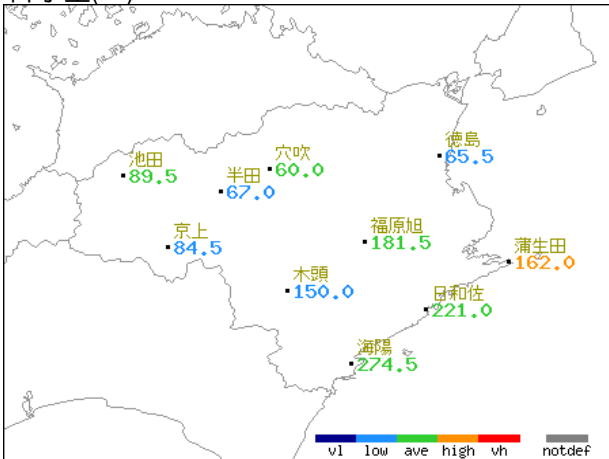 徳島
65.5
穴吹
60.0
池田
89.5
半田
67.0
京上
84.5
福原旭
181.5
蒲生田
162.0
木頭
150.0
日和佐
221.0
海陽
274.5
vl low ave high vh notdef